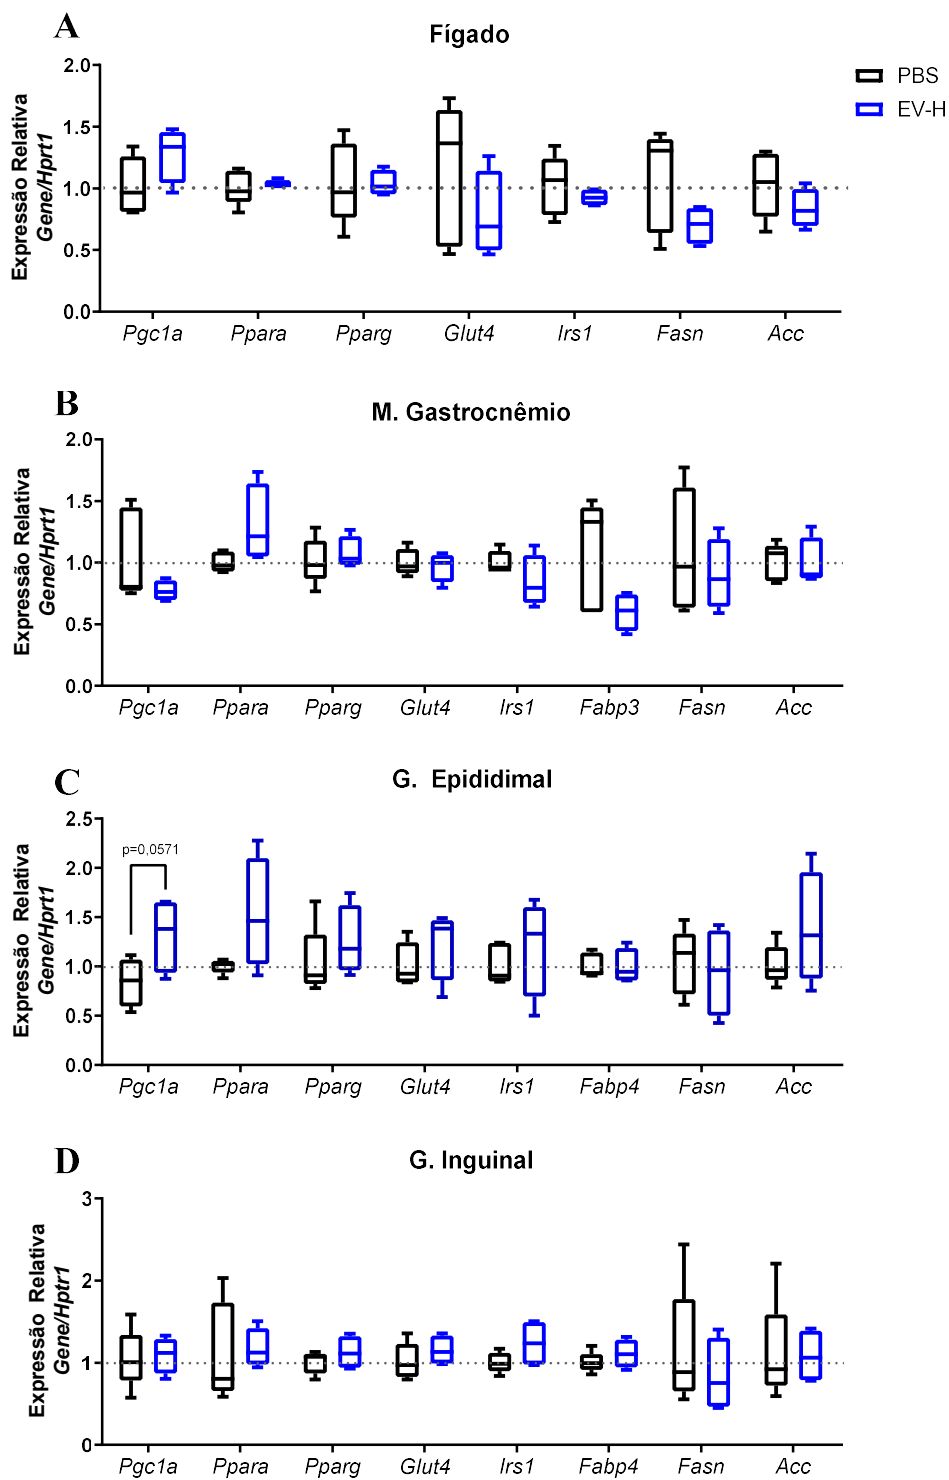 A
Fígado
PBS
EV-H
Expressão Relativa
Gene/Hprt1
2.0
1.5
1.0
0.5
0.0
Pgc1a Ppara Pparg Glut4 Irs1 Fasn Acc
B
M. Gastrocnêmio
Expressão Relativa
Gene/Hprt1
2.0
1.5
1.0
0.5
0.0
Pgc1a Ppara Pparg Glut4 Irs1 Fabp3 Fasn Acc
C
G. Epididimal
Expressão Relativa
Gene/Hprt1
2.5
2.0
1.5
1.0
0.5
0.0
p=0,0571
Pgc1a Ppara Pparg Glut4 Irs1 Fabp4 Fasn Acc
D
G. Inguinal
Expressão Relativa
Gene/Hptr1
3
2
1
0
Pgc1a Ppara Pparg Glut4 Irs1 Fabp4 Fasn Acc